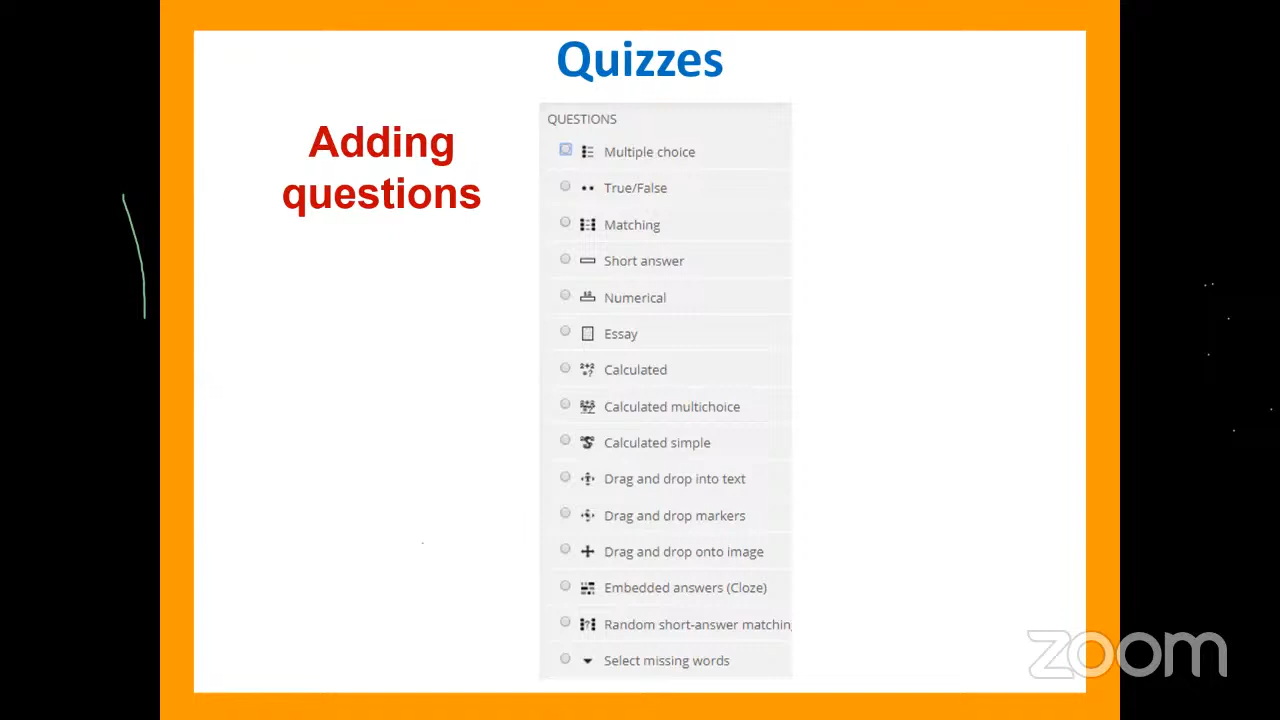 Quizzes
Adding
questions
QUESTIONS
Multiple choice
True/False
Matching
Short answer
Numerical
Essay
Calculated
Calculated multichoice
Calculated simple
Drag and drop into text
Drag and drop markers
Drag and drop onto image
Embedded answers (Cloze)
Random short-answer matching
Select missing words
zoom